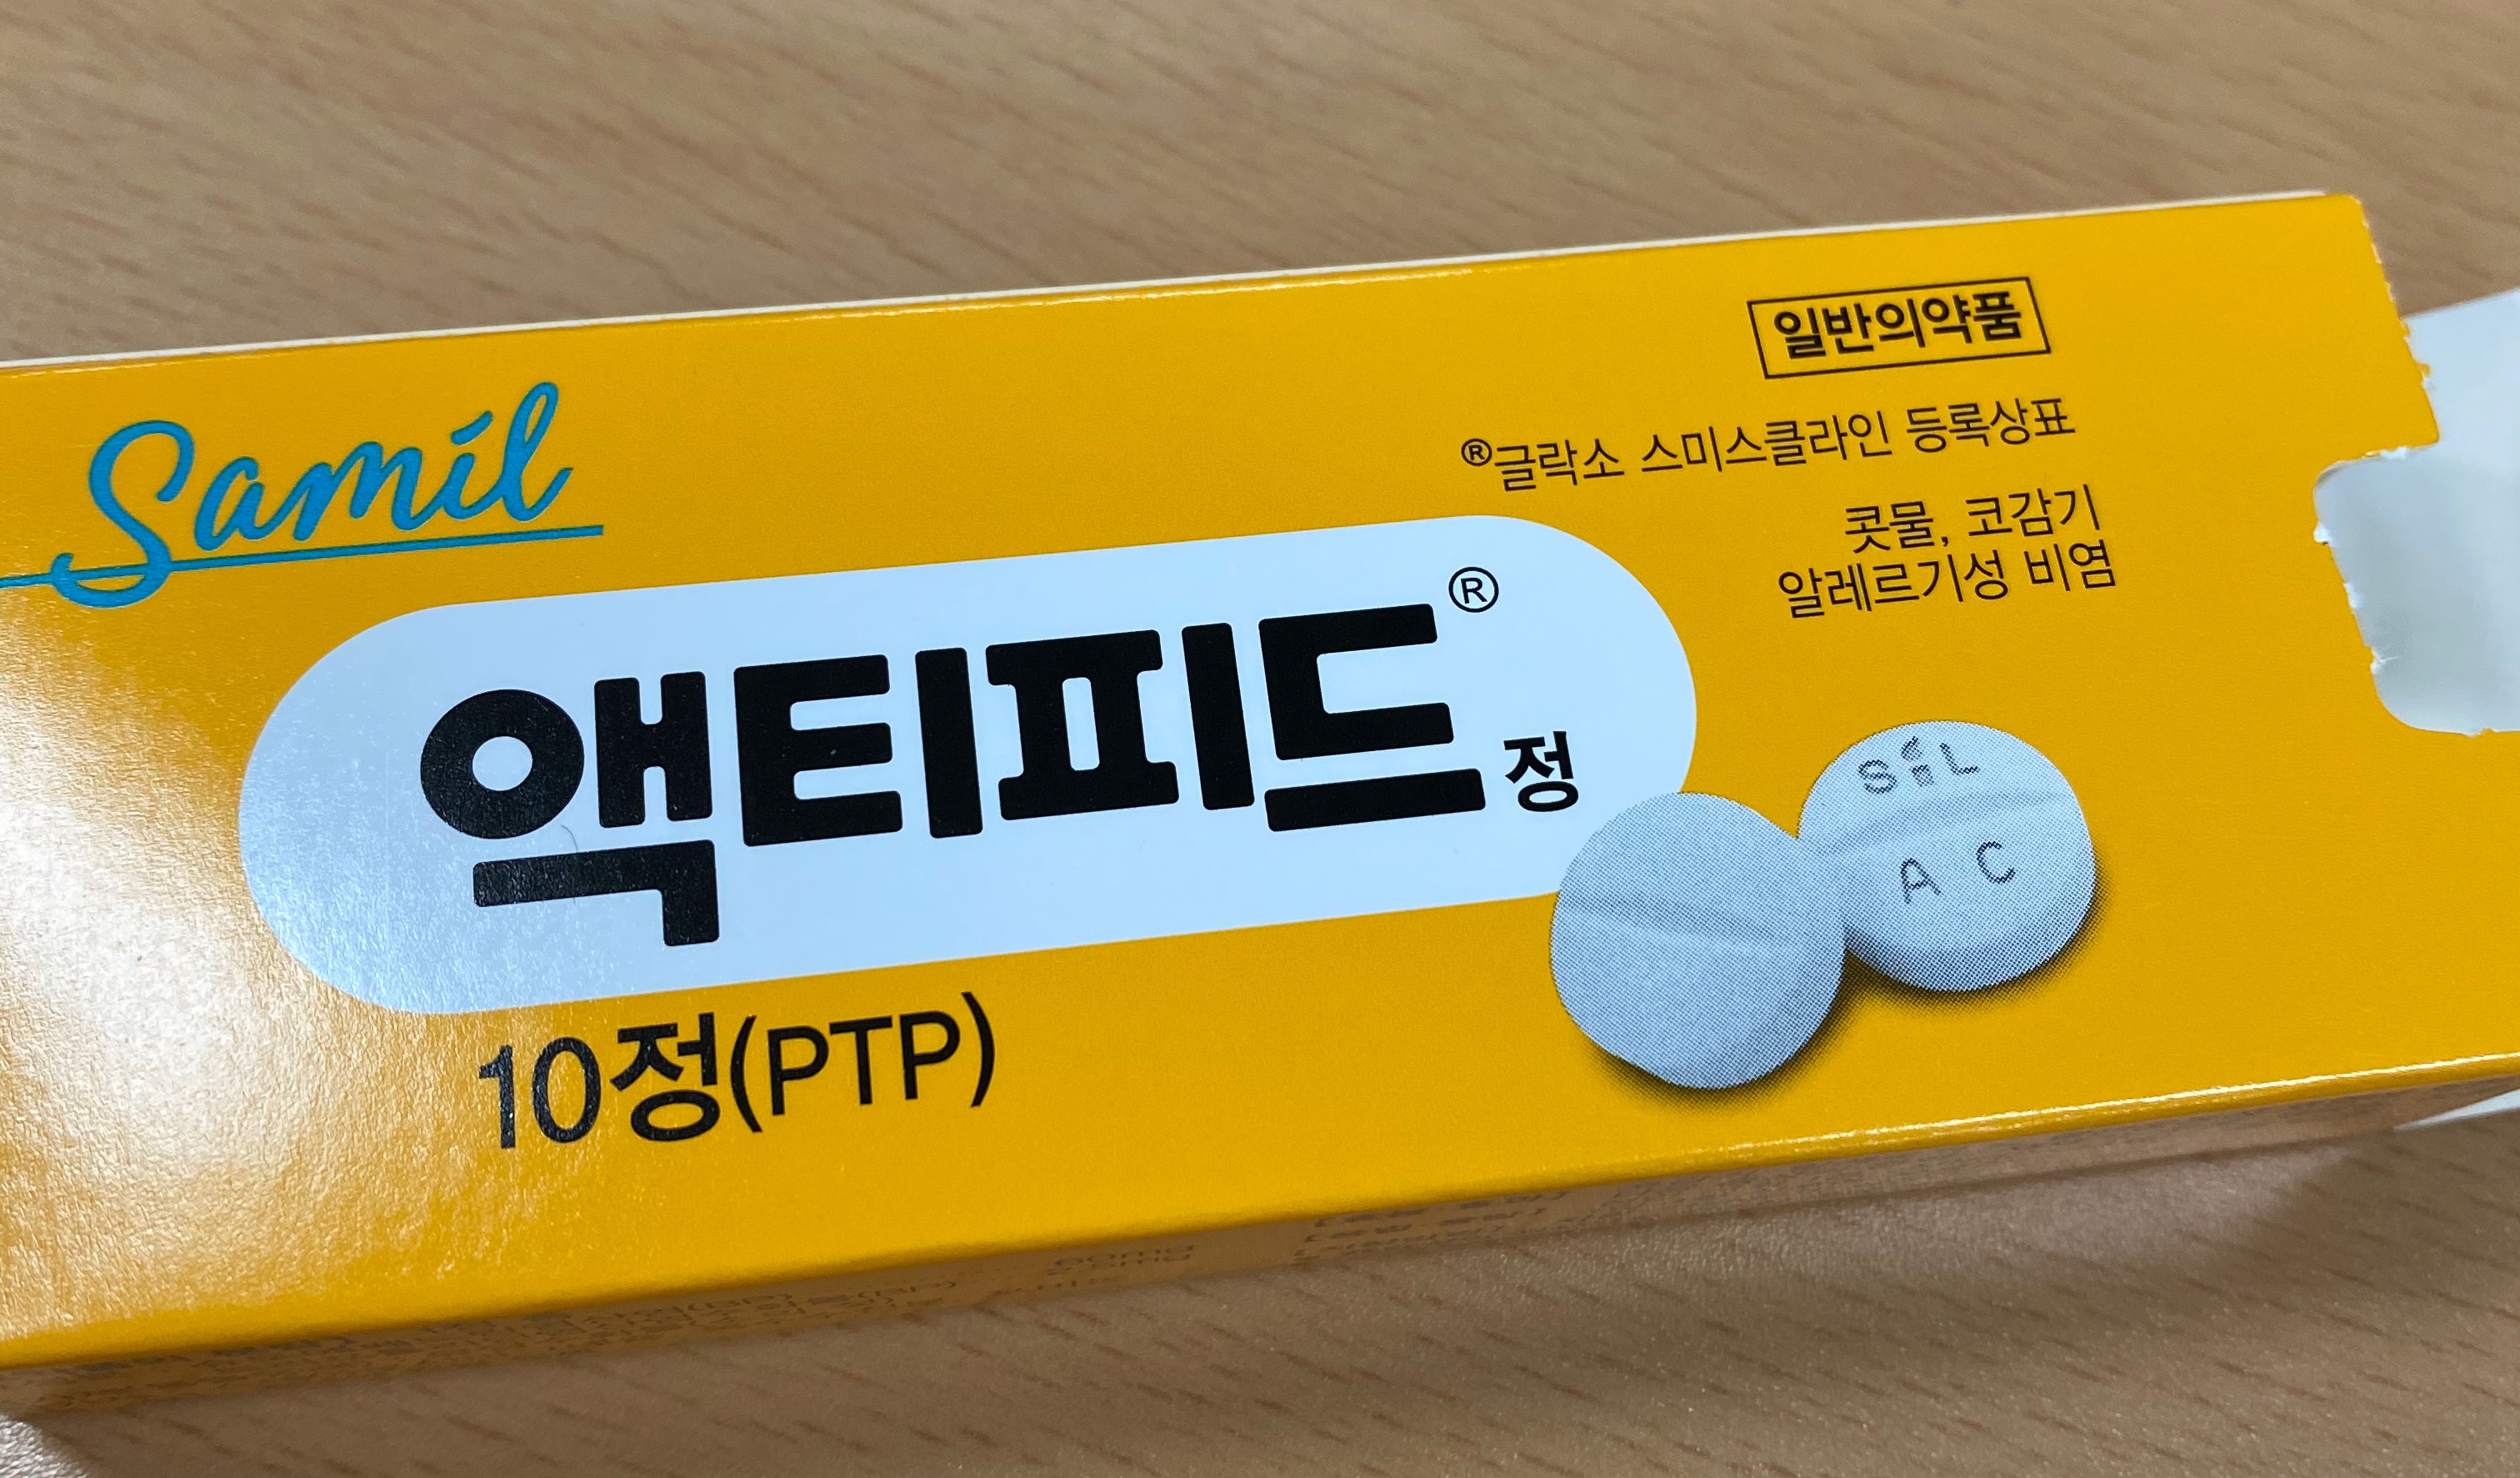 Samil
일반의약품
®글락소 스미스클라인 등록상표
콧물, 코감기
알레르기성 비염
액티피드® 정
S L
A C
10정(PTP)